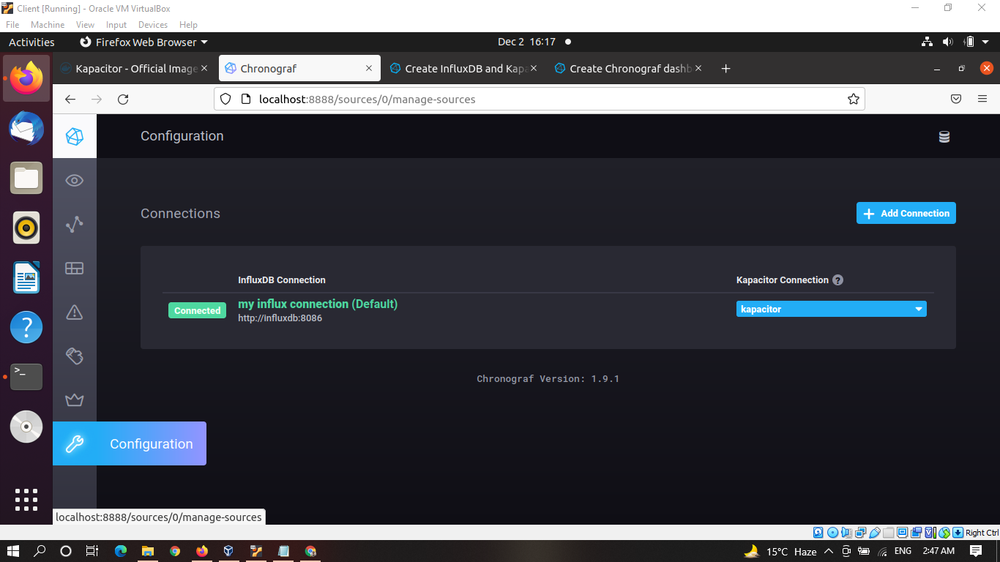 Client [Running] - Oracle VM VirtualBox
File Machine View Input Devices Help
Activities Firefox Web Browser Dec 2 16:17
Kapacitor - Official Image Chronograf Create InfluxDB and Kapa Create Chronograf dashb
localhost:8888/sources/0/manage-sources
Configuration
Connections
Add Connection
InfluxDB Connection Kapacitor Connection ?
Connected my influx connection (Default) kapacitor
http://influxdb:8086
Chronograf Version: 1.9.1
Configuration
localhost:8888/sources/0/manage-sources
Right Ctrl
15°C Haze ENG 2:47 AM